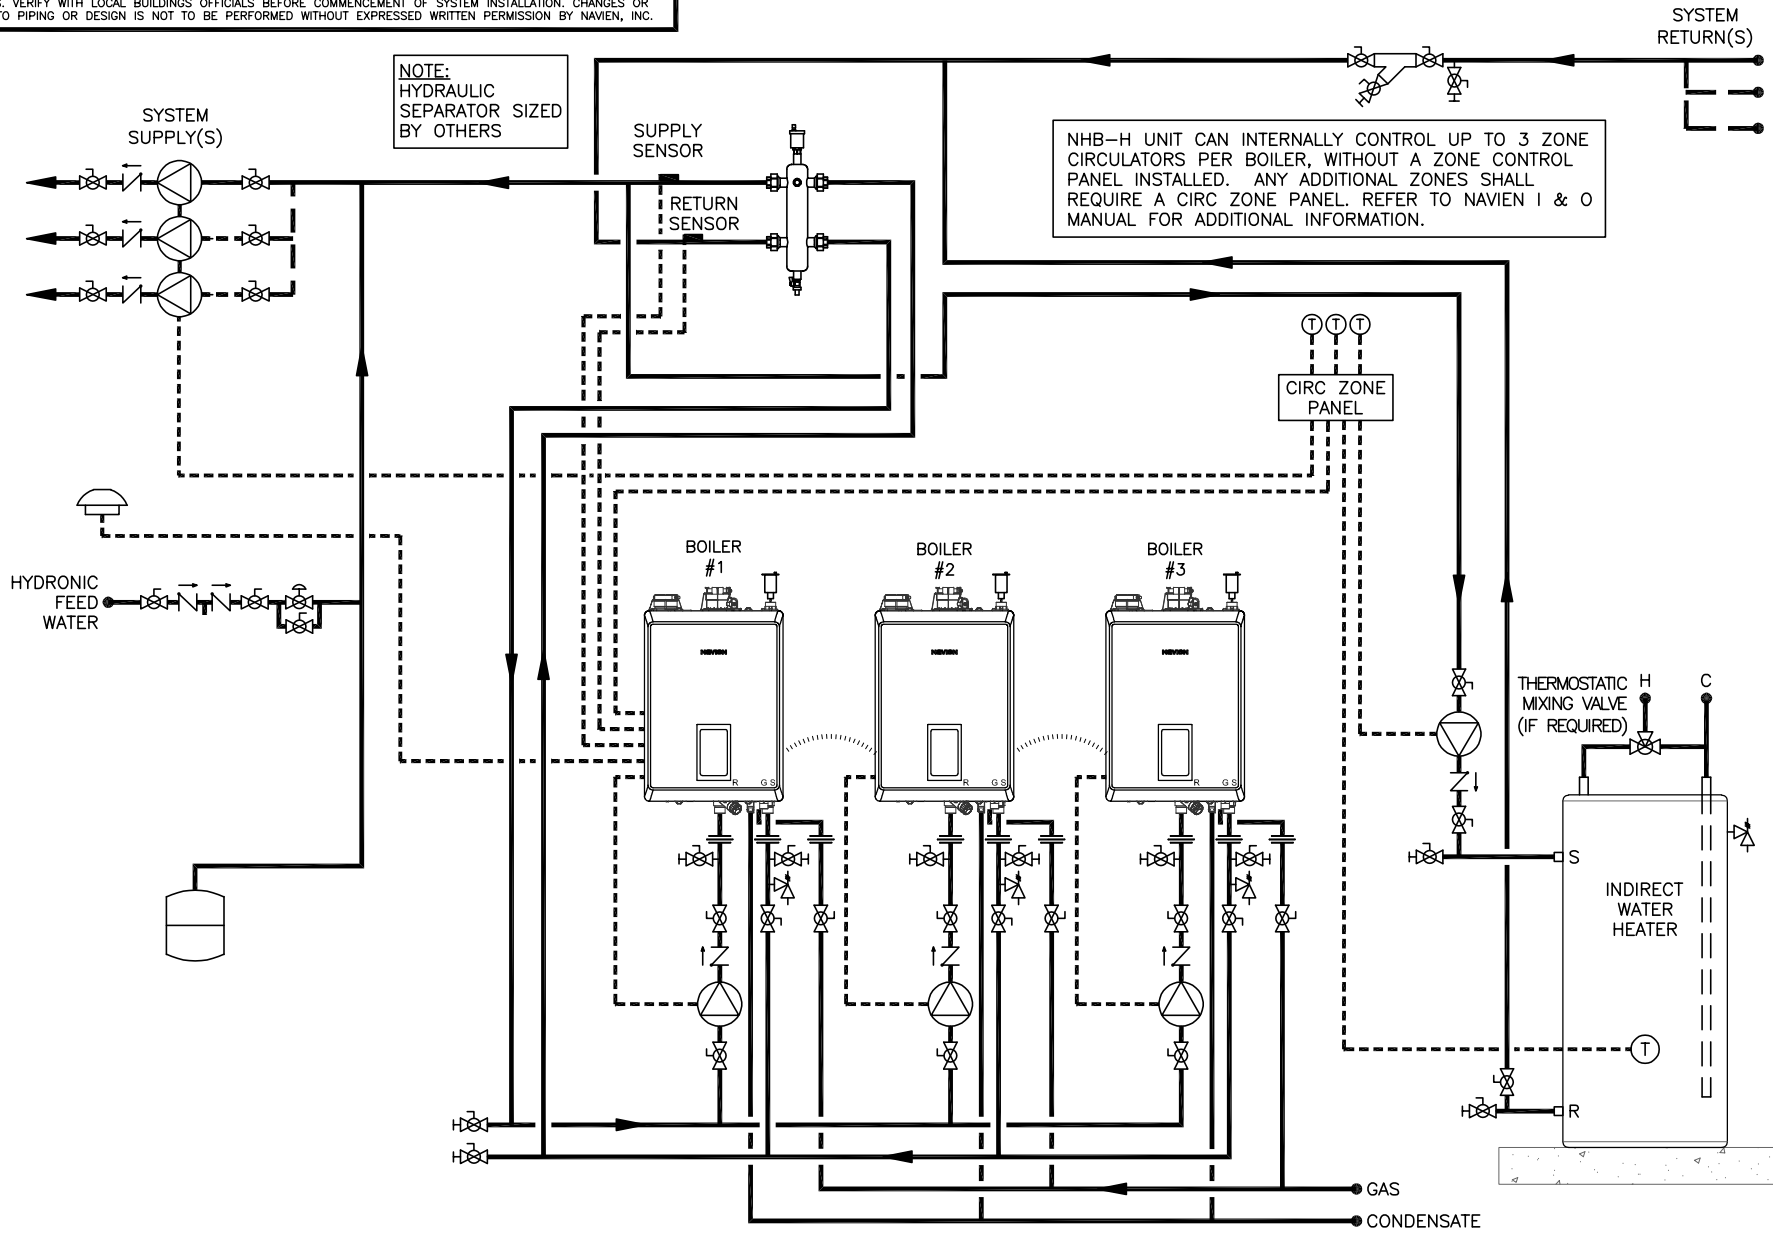 S. VERIFY WITH LOCAL BUILDINGS OFFICIALS BEFORE COMMENCEMENT OF SYSTEM INSTALLATION. CHANGES OR
TO PIPING OR DESIGN IS NOT TO BE PERFORMED WITHOUT EXPRESSED WRITTEN PERMISSION BY NAVIEN, INC.
SYSTEM
RETURN(S)
NOTE:
HYDRAULIC
SEPARATOR SIZED
BY OTHERS
SYSTEM
SUPPLY(S)
SUPPLY
SENSOR
RETURN
SENSOR
NHB-H UNIT CAN INTERNALLY CONTROL UP TO 3 ZONE
CIRCULATORS PER BOILER, WITHOUT A ZONE CONTROL
PANEL INSTALLED. ANY ADDITIONAL ZONES SHALL
REQUIRE A CIRC ZONE PANEL. REFER TO NAVIEN I & O
MANUAL FOR ADDITIONAL INFORMATION.
T T T
CIRC ZONE
PANEL
HYDRONIC
FEED
WATER
BOILER
#1
BOILER
#2
BOILER
#3
NAVIEN
NAVIEN
NAVIEN
R G S
R G S
R G S
THERMOSTATIC
MIXING VALVE
(IF REQUIRED)
H
C
S
INDIRECT
WATER
HEATER
T
R
GAS
CONDENSATE